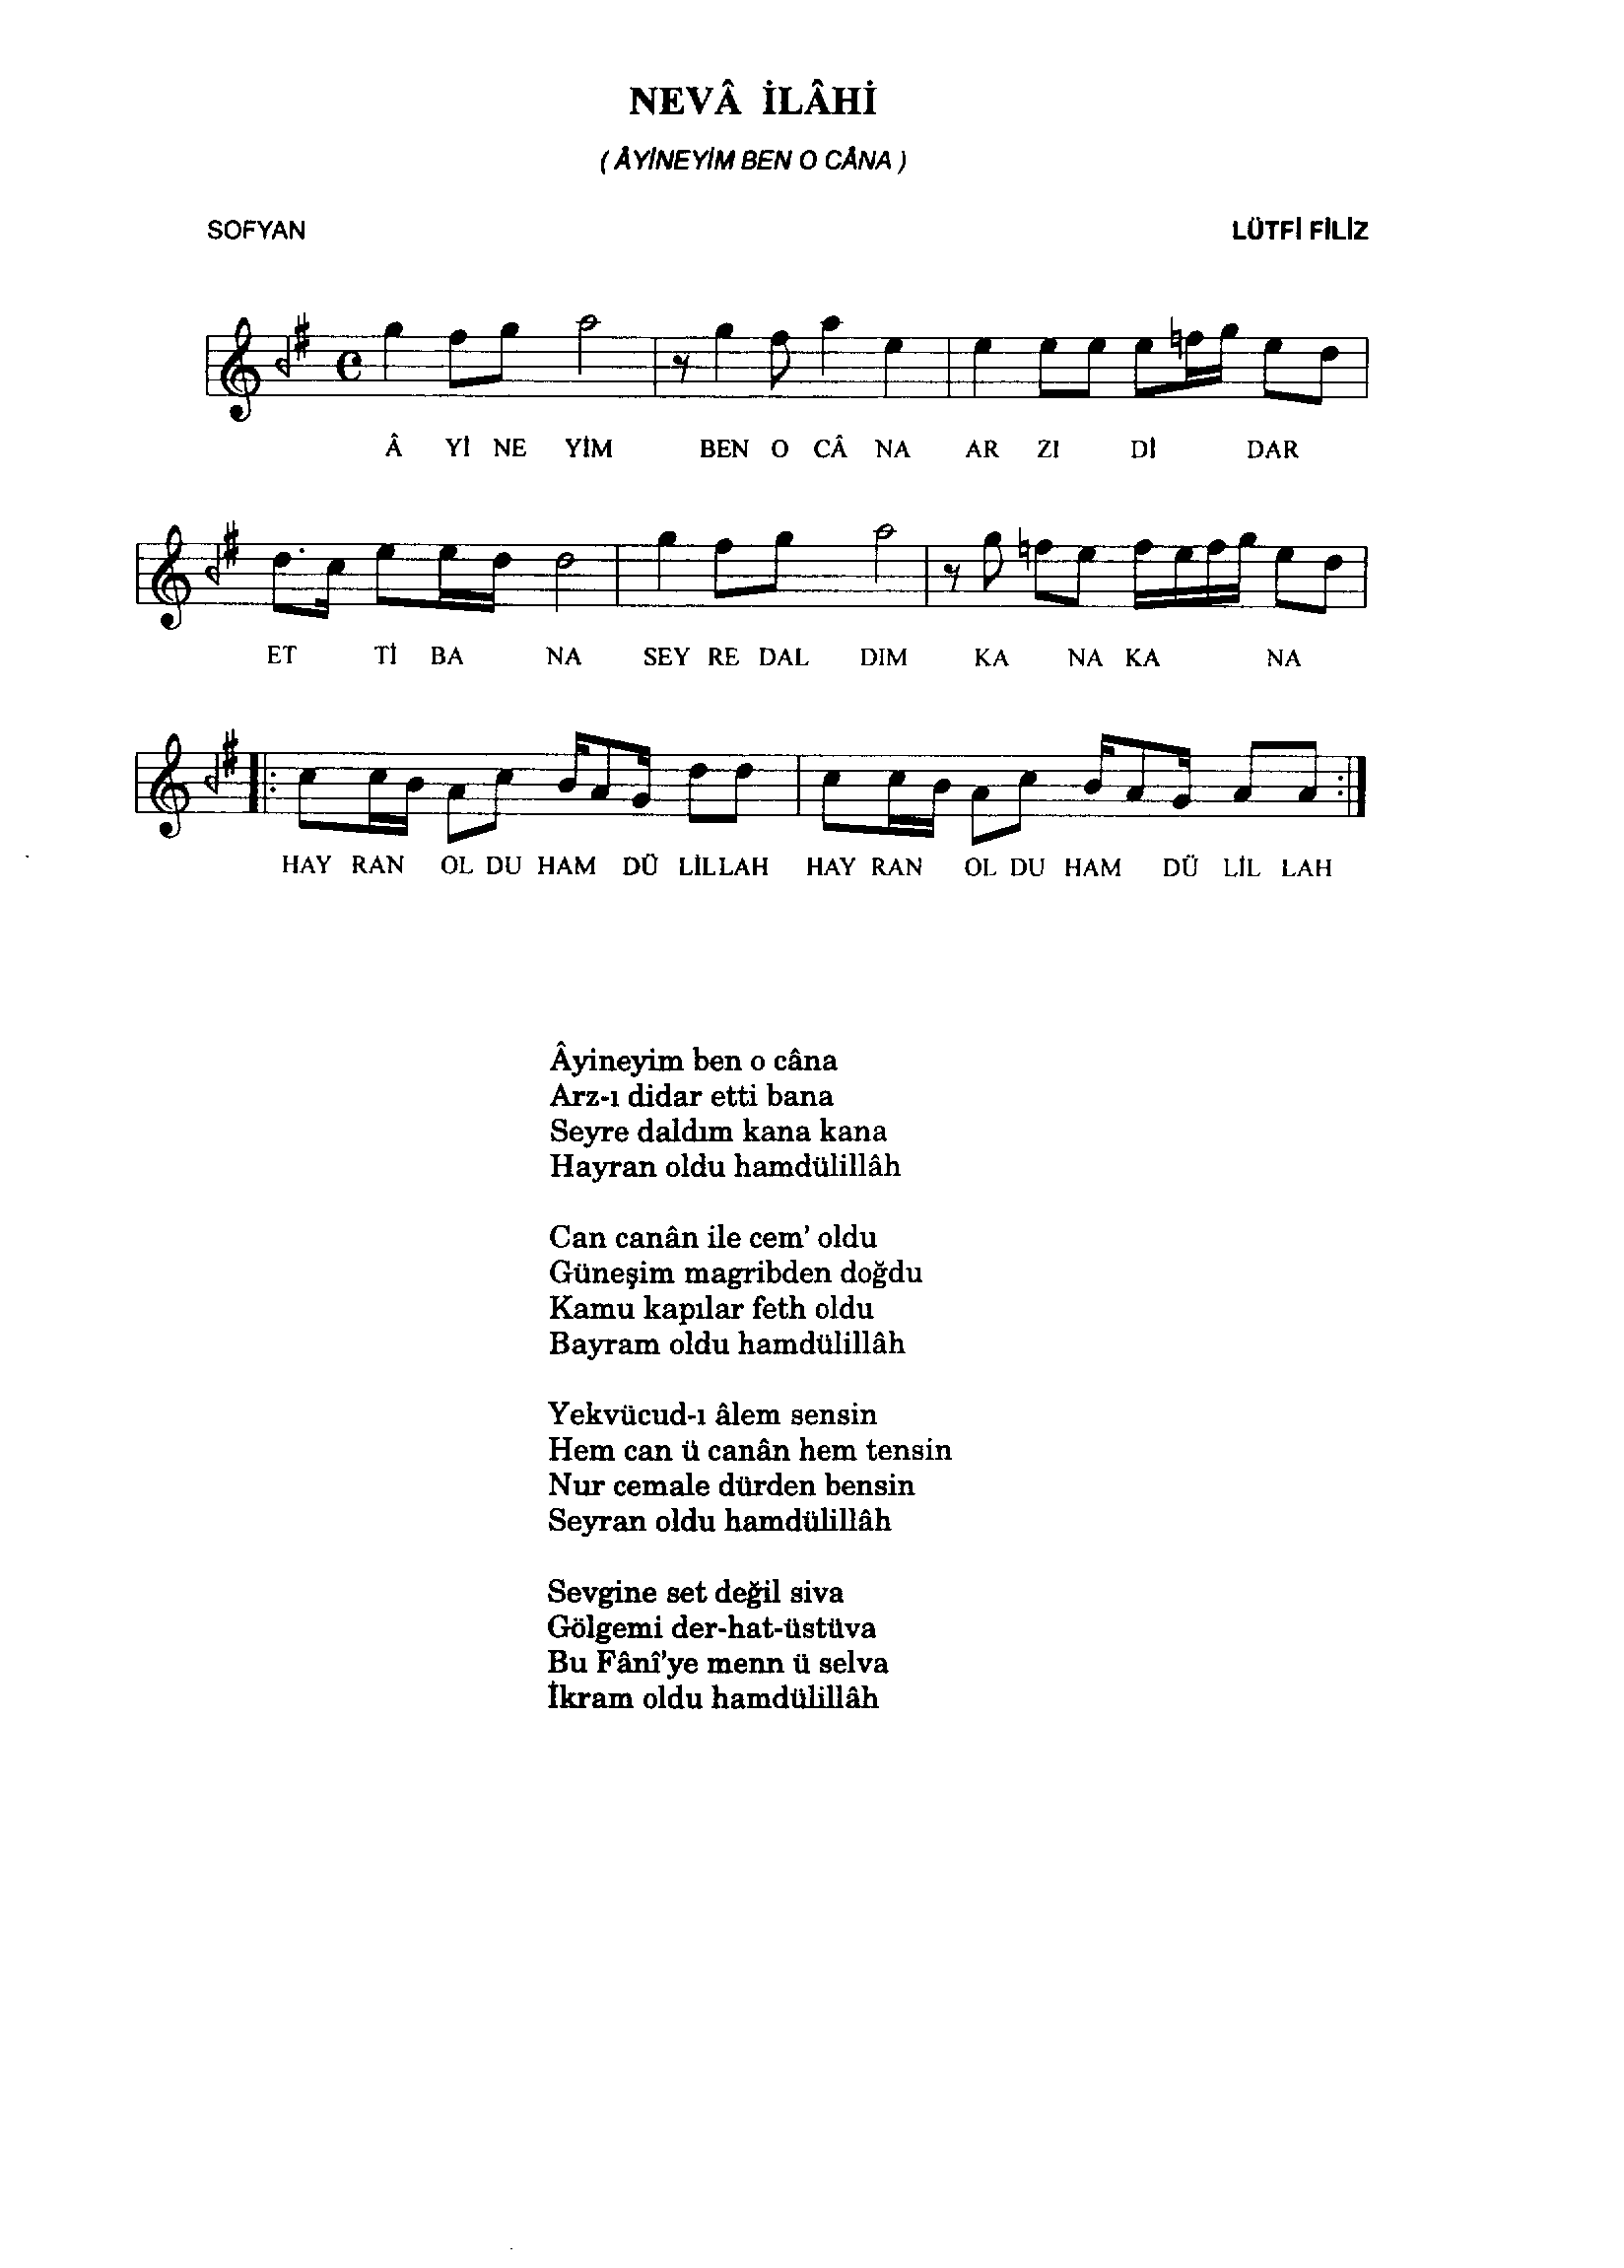 NEVÂ İLÂHİ
( ÂYİNEYİM BEN O CÂNA )
SOFYAN LÜTFİ FİLİZ
Â Yİ NE YİM BEN O CÂ NA AR ZI Dİ DAR
ET Tİ BA NA SEY RE DAL DIM KA NA KA NA
HAY RAN OL DU HAM DÜ LİLLAH HAY RAN OL DU HAM DÜ LİL LAH
Âyineyim ben o câna
Arz-ı didar etti bana
Seyre daldım kana kana
Hayran oldu hamdülillâh
Can canân ile cem' oldu
Güneşim magribden doğdu
Kamu kapılar feth oldu
Bayram oldu hamdülillâh
Yekvücud-ı âlem sensin
Hem can ü canân hem tensin
Nur cemale dürden bensin
Seyran oldu hamdülillâh
Sevgine set değil siva
Gölgemi der-hat-üstüva
Bu Fânî'ye menn ü selva
İkram oldu hamdülillâh